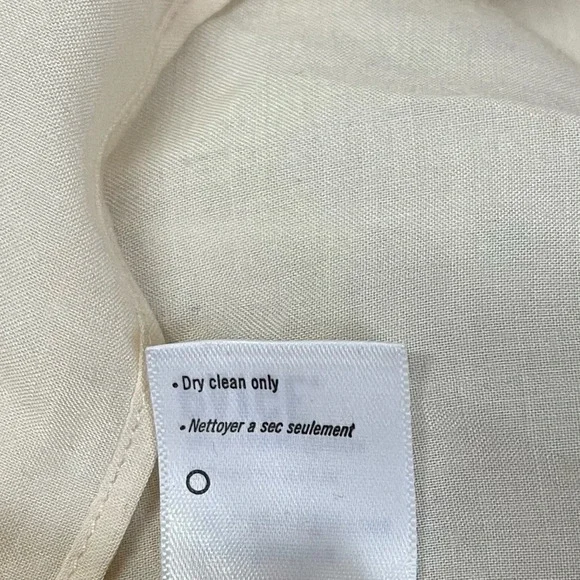 • Dry clean only
• Nettoyer a sec seulement